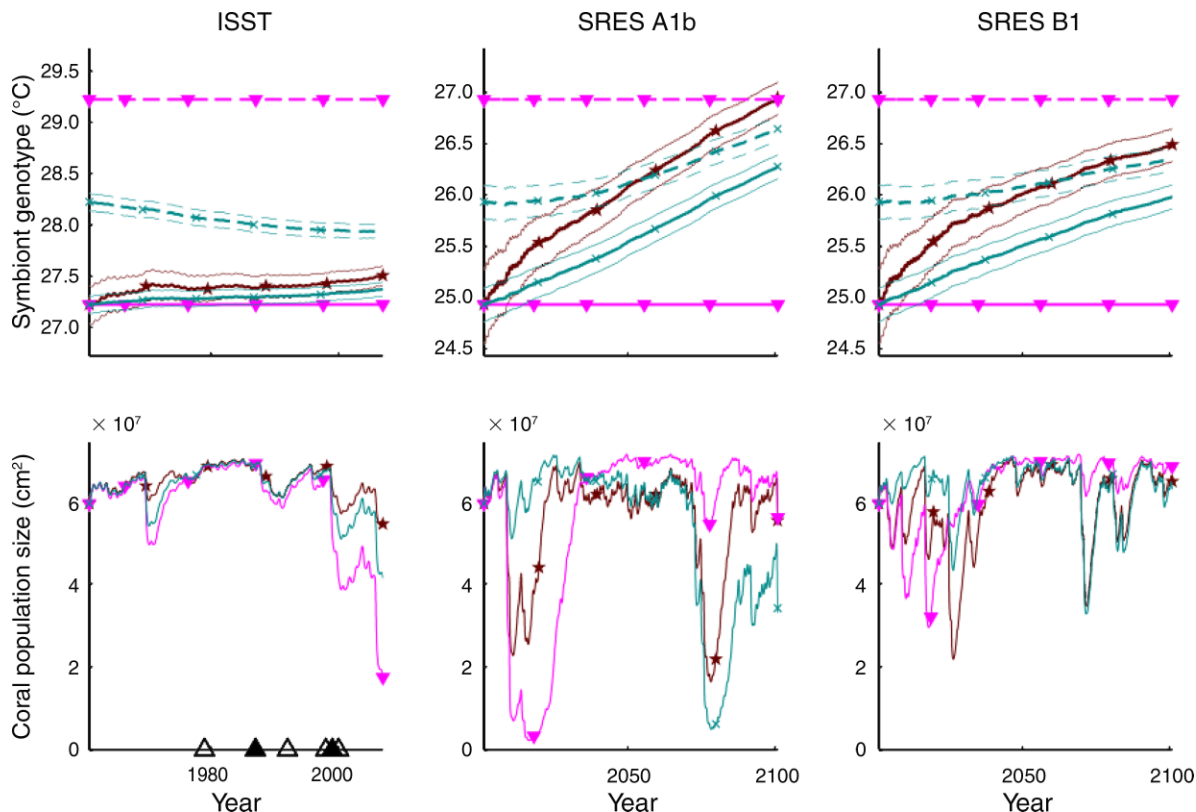 ISST SRES A1b SRES B1
Symbiont genotype (°C)
29.5
29.0
28.5
28.0
27.5
27.0
27.0
26.5
26.0
25.5
25.0
24.5
27.0
26.5
26.0
25.5
25.0
24.5
Coral population size (cm²)
× 10⁷ × 10⁷ × 10⁷
6 6 6
4 4 4
2 2 2
0 0 0
1980 2000 2050 2100 2050 2100
Year Year Year